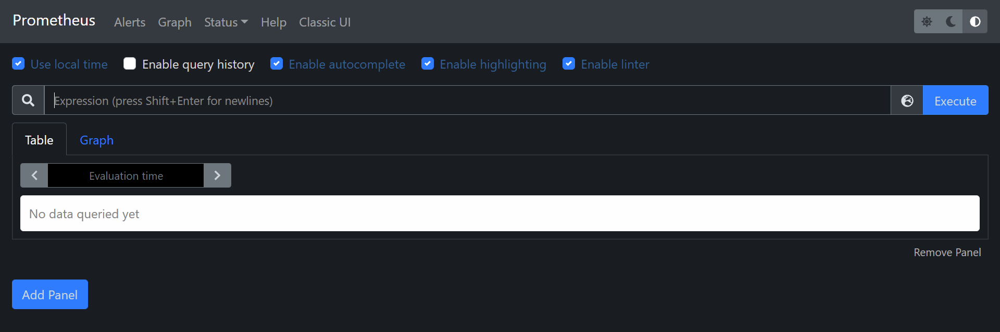 Prometheus Alerts Graph Status Help Classic UI
Use local time Enable query history Enable autocomplete Enable highlighting Enable linter
Expression (press Shift+Enter for newlines) Execute
Table Graph
Evaluation time
No data queried yet
Remove Panel
Add Panel